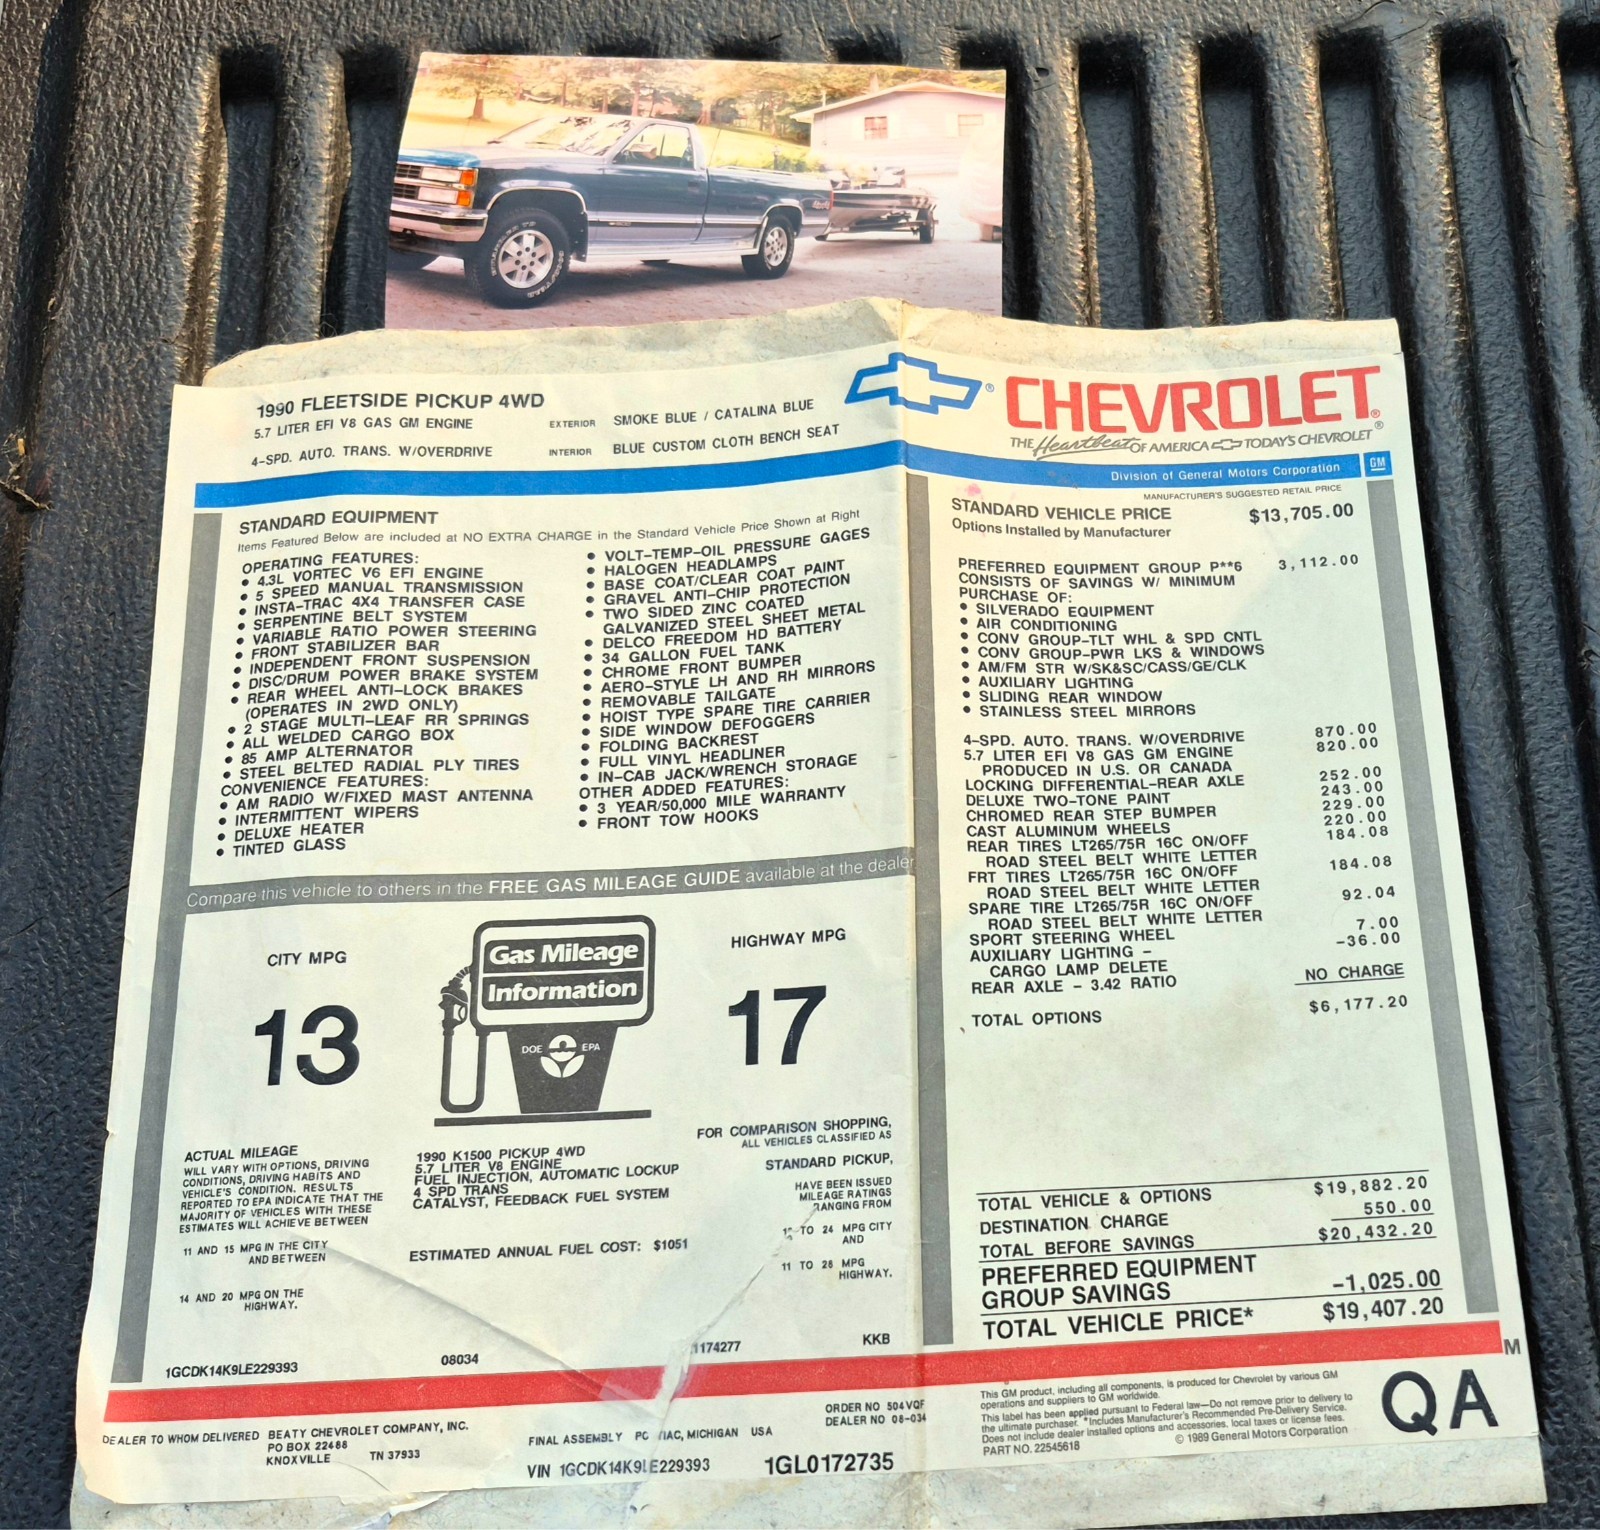 1990 FLEETSIDE PICKUP 4WD
5.7 LITER EFI V8 GAS GM ENGINE
4-SPD. AUTO. TRANS. W/OVERDRIVE
EXTERIOR SMOKE BLUE / CATALINA BLUE
INTERIOR BLUE CUSTOM CLOTH BENCH SEAT
® CHEVROLET®
THE Heartbeat OF AMERICA TODAY'S CHEVROLET®
Division of General Motors Corporation GM
STANDARD EQUIPMENT
Items Featured Below are included at NO EXTRA CHARGE in the Standard Vehicle Price Shown at Right
OPERATING FEATURES:
• 4.3L VORTEC V6 EFI ENGINE
• 5 SPEED MANUAL TRANSMISSION
• INSTA-TRAC 4X4 TRANSFER CASE
• SERPENTINE BELT SYSTEM
• VARIABLE RATIO POWER STEERING
• FRONT STABILIZER BAR
• INDEPENDENT FRONT SUSPENSION
• DISC/DRUM POWER BRAKE SYSTEM
• REAR WHEEL ANTI-LOCK BRAKES
(OPERATES IN 2WD ONLY)
• 2 STAGE MULTI-LEAF RR SPRINGS
• ALL WELDED CARGO BOX
• 85 AMP ALTERNATOR
• STEEL BELTED RADIAL PLY TIRES
CONVENIENCE FEATURES:
• AM RADIO W/FIXED MAST ANTENNA
• INTERMITTENT WIPERS
• DELUXE HEATER
• TINTED GLASS
• VOLT-TEMP-OIL PRESSURE GAGES
• HALOGEN HEADLAMPS
• BASE COAT/CLEAR COAT PAINT
• GRAVEL ANTI-CHIP PROTECTION
• TWO SIDED ZINC COATED
GALVANIZED STEEL SHEET METAL
• DELCO FREEDOM HD BATTERY
• 34 GALLON FUEL TANK
• CHROME FRONT BUMPER
• AERO-STYLE LH AND RH MIRRORS
• REMOVABLE TAILGATE
• HOIST TYPE SPARE TIRE CARRIER
• SIDE WINDOW DEFOGGERS
• FOLDING BACKREST
• FULL VINYL HEADLINER
• IN-CAB JACK/WRENCH STORAGE
OTHER ADDED FEATURES:
• 3 YEAR/50,000 MILE WARRANTY
• FRONT TOW HOOKS
Compare this vehicle to others in the FREE GAS MILEAGE GUIDE available at the dealer
CITY MPG
13
Gas Mileage
Information
DOE EPA
HIGHWAY MPG
17
ACTUAL MILEAGE
WILL VARY WITH OPTIONS, DRIVING
CONDITIONS, DRIVING HABITS AND
VEHICLE'S CONDITION. RESULTS
REPORTED TO EPA INDICATE THAT THE
MAJORITY OF VEHICLES WITH THESE
ESTIMATES WILL ACHIEVE BETWEEN
11 AND 15 MPG IN THE CITY
AND BETWEEN
14 AND 20 MPG ON THE
HIGHWAY.
1990 K1500 PICKUP 4WD
5.7 LITER V8 ENGINE
FUEL INJECTION, AUTOMATIC LOCKUP
4 SPD TRANS
CATALYST, FEEDBACK FUEL SYSTEM
ESTIMATED ANNUAL FUEL COST: $1051
FOR COMPARISON SHOPPING,
ALL VEHICLES CLASSIFIED AS
STANDARD PICKUP,
HAVE BEEN ISSUED
MILEAGE RATINGS
RANGING FROM
TO 24 MPG CITY
AND
11 TO 28 MPG
HIGHWAY.
1GCDK14K9LE229393 08034 1174277 KKB
MANUFACTURER'S SUGGESTED RETAIL PRICE
STANDARD VEHICLE PRICE $13,705.00
Options Installed by Manufacturer
PREFERRED EQUIPMENT GROUP P**6 3,112.00
CONSISTS OF SAVINGS W/ MINIMUM
PURCHASE OF:
• SILVERADO EQUIPMENT
• AIR CONDITIONING
• CONV GROUP-TLT WHL & SPD CNTL
• CONV GROUP-PWR LKS & WINDOWS
• AM/FM STR W/SK&SC/CASS/GE/CLK
• AUXILIARY LIGHTING
• SLIDING REAR WINDOW
• STAINLESS STEEL MIRRORS
4-SPD. AUTO. TRANS. W/OVERDRIVE 870.00
5.7 LITER EFI V8 GAS GM ENGINE 820.00
PRODUCED IN U.S. OR CANADA
LOCKING DIFFERENTIAL-REAR AXLE 252.00
DELUXE TWO-TONE PAINT 243.00
CHROMED REAR STEP BUMPER 229.00
CAST ALUMINUM WHEELS 220.00
REAR TIRES LT265/75R 16C ON/OFF 184.08
ROAD STEEL BELT WHITE LETTER
FRT TIRES LT265/75R 16C ON/OFF 184.08
ROAD STEEL BELT WHITE LETTER
SPARE TIRE LT265/75R 16C ON/OFF 92.04
ROAD STEEL BELT WHITE LETTER
SPORT STEERING WHEEL 7.00
AUXILIARY LIGHTING - -36.00
CARGO LAMP DELETE
REAR AXLE - 3.42 RATIO NO CHARGE
TOTAL OPTIONS $6,177.20
TOTAL VEHICLE & OPTIONS $19,882.20
DESTINATION CHARGE 550.00
TOTAL BEFORE SAVINGS $20,432.20
PREFERRED EQUIPMENT
GROUP SAVINGS -1,025.00
TOTAL VEHICLE PRICE* $19,407.20
M
DEALER TO WHOM DELIVERED BEATY CHEVROLET COMPANY, INC.
PO BOX 22488
KNOXVILLE TN 37933
FINAL ASSEMBLY MICHIGAN USA
VIN 1GCDK14K9LE229393 1GL0172735
ORDER NO 504VQF
DEALER NO 08-034
This GM product, including all components, is produced for Chevrolet by various GM
operations and suppliers to GM worldwide.
This label has been applied pursuant to Federal law—Do not remove prior to delivery to
the ultimate purchaser. *Includes Manufacturer's Recommended Pre-Delivery Service.
Does not include dealer installed options and accessories, local taxes or license fees.
PART NO. 22545618 © 1989 General Motors Corporation
QA